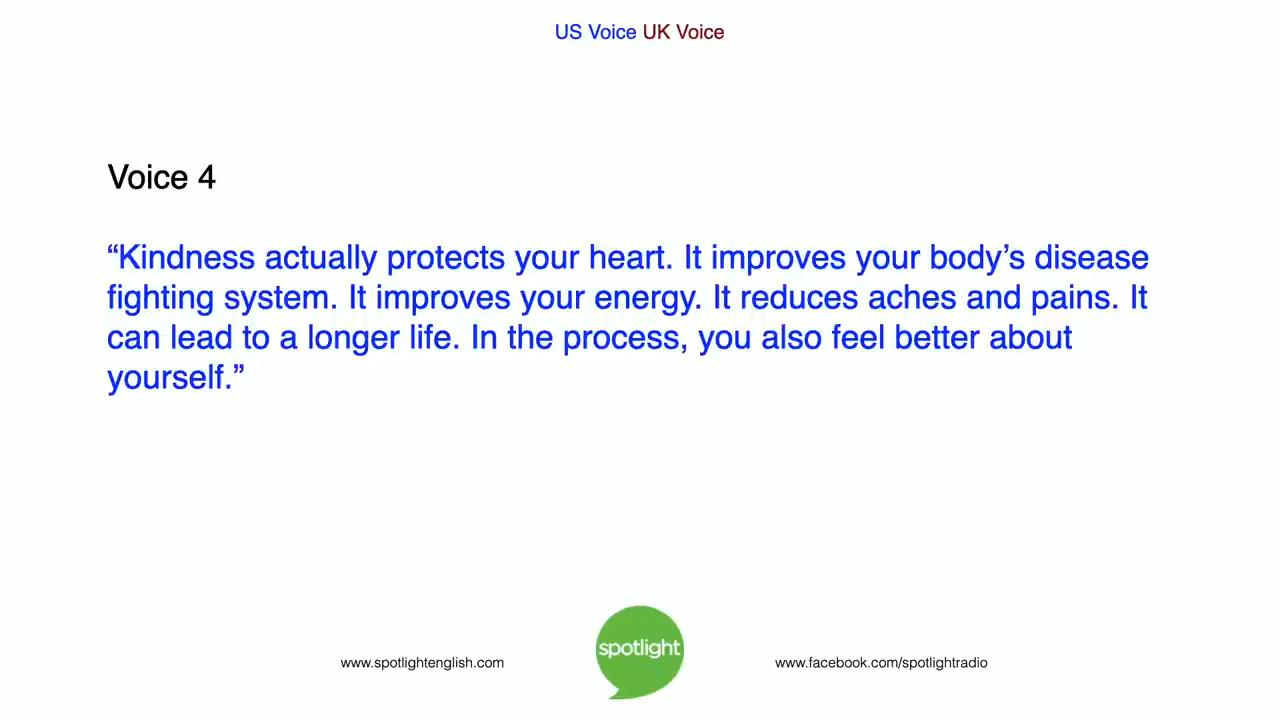 US Voice UK Voice
Voice 4
“Kindness actually protects your heart. It improves your body’s disease
fighting system. It improves your energy. It reduces aches and pains. It
can lead to a longer life. In the process, you also feel better about
yourself.”
spotlight
www.spotlightenglish.com
www.facebook.com/spotlightradio